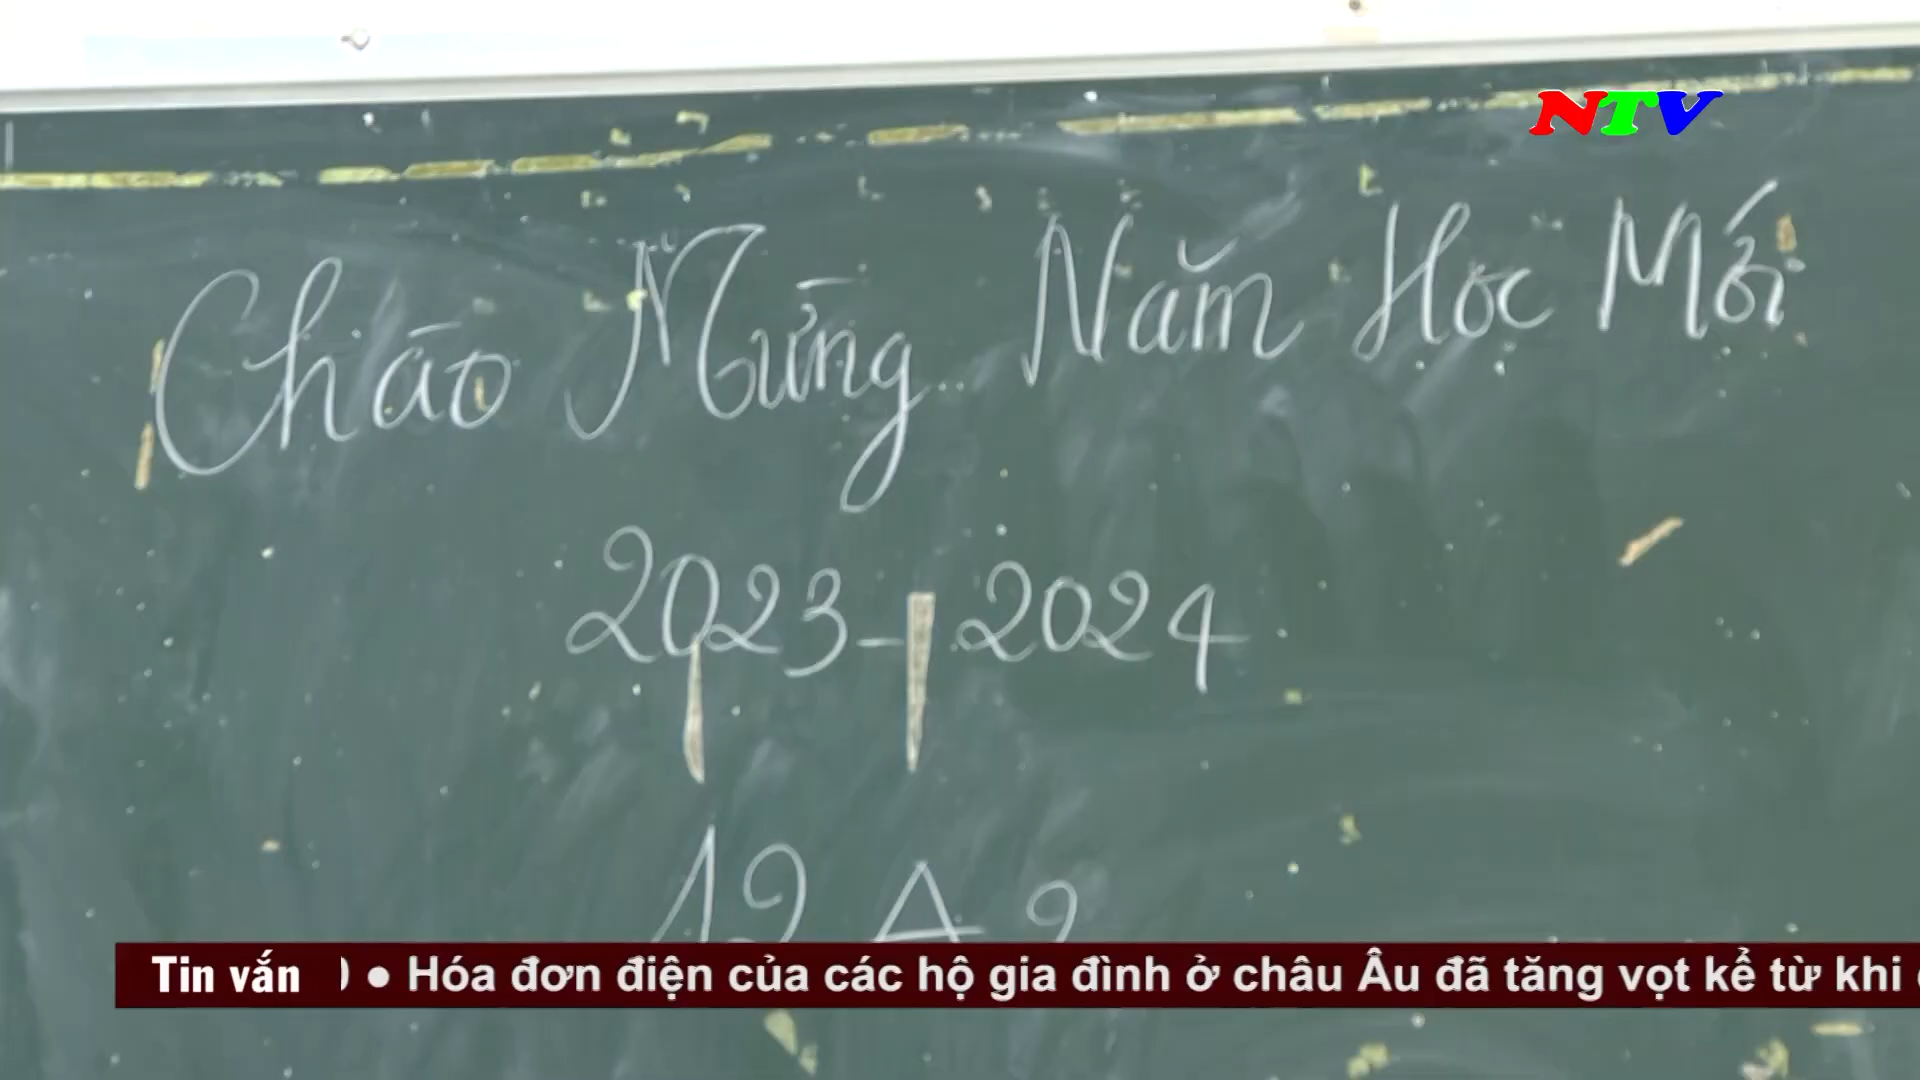 NTV
Chào Mừng Năm Học Mới
2023-2024
12 A
Tin vắn ● Hóa đơn điện của các hộ gia đình ở châu Âu đã tăng vọt kể từ khi